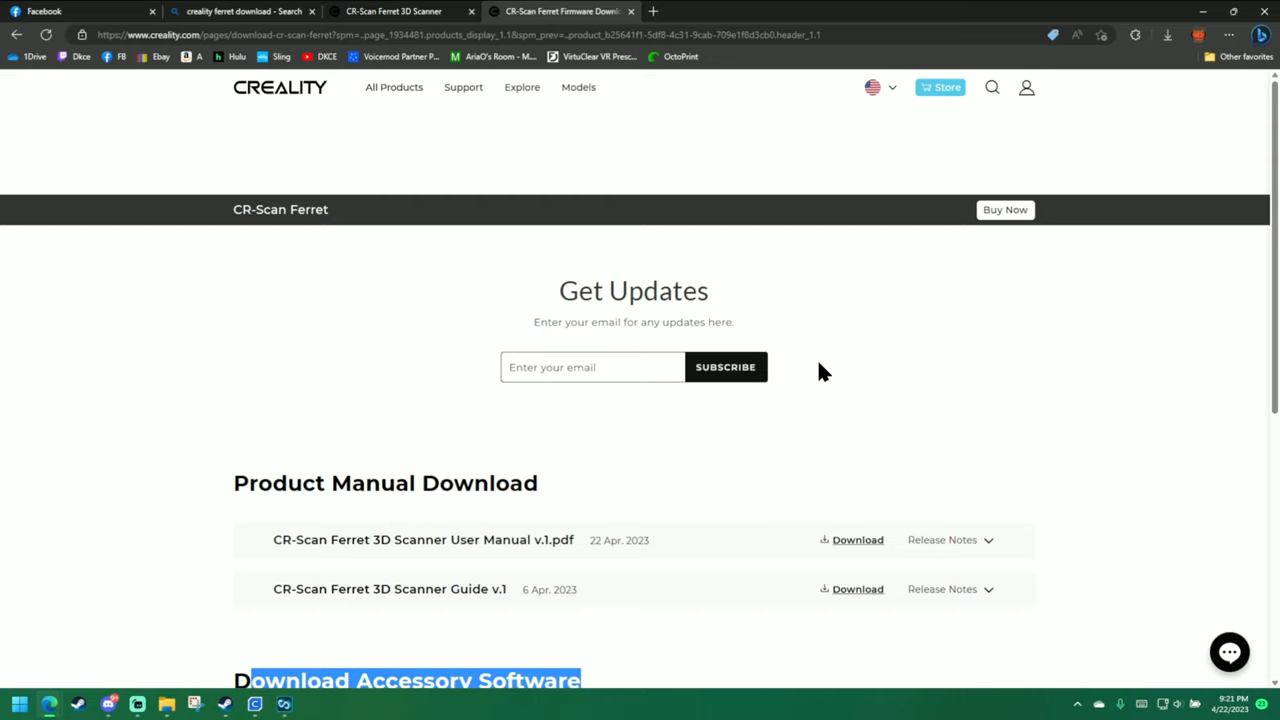 Facebook
creality ferret download - Search
CR-Scan Ferret 3D Scanner
CR-Scan Ferret Firmware Downl
https://www.creality.com/pages/download-cr-scan-ferret?spm=..page_1934481.products_display_1.1&spm_prev=..product_b25641f1-5df8-4c31-9cab-709e1f8d3cb0.header_1.1
1Drive
Dkce
FB
Ebay
A
Hulu
Sling
DKCE
Voicemod Partner P...
AriaO's Room - M...
VirtuClear VR Presc...
OctoPrint
Other favorites
CREALITY
All Products
Support
Explore
Models
Store
CR-Scan Ferret
Buy Now
Get Updates
Enter your email for any updates here.
Enter your email
SUBSCRIBE
Product Manual Download
CR-Scan Ferret 3D Scanner User Manual v.1.pdf 22 Apr. 2023 Download Release Notes
CR-Scan Ferret 3D Scanner Guide v.1 6 Apr. 2023 Download Release Notes
Download Accessory Software
9:21 PM
4/22/2023
23